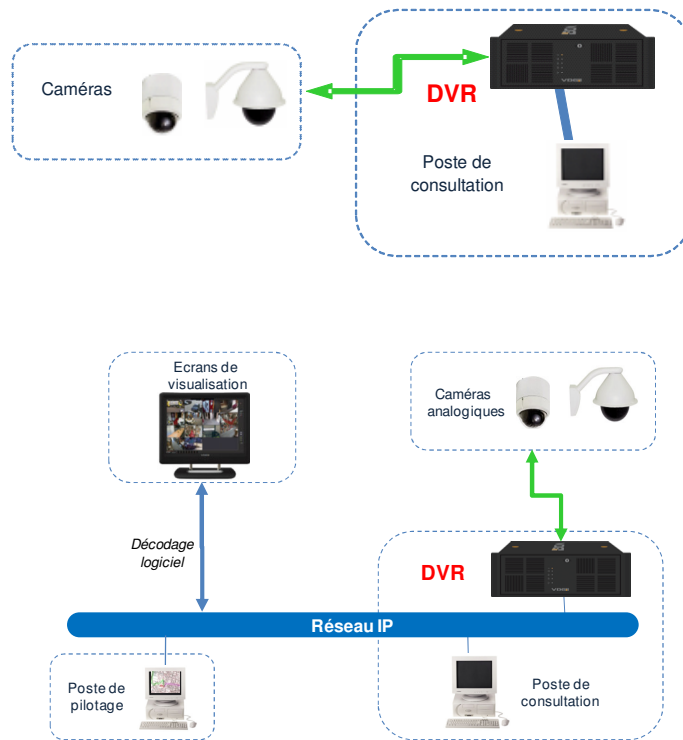 Caméras
DVR
Poste de
consultation
Ecrans de
visualisation
Caméras
analogiques
Décodage
logiciel
DVR
Réseau IP
Poste de
pilotage
Poste de
consultation